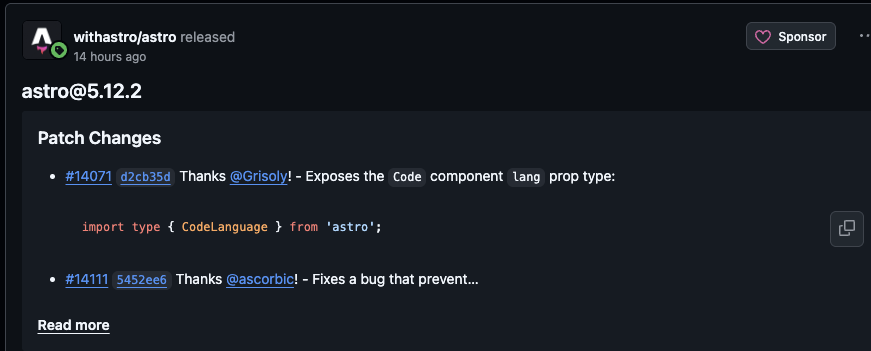 withastro/astro released
Sponsor
14 hours ago
astro@5.12.2
Patch Changes
#14071 d2cb35d Thanks @Grisoly! - Exposes the Code component lang prop type:
import type { CodeLanguage } from 'astro';
#14111 5452ee6 Thanks @ascorbic! - Fixes a bug that prevent...
Read more